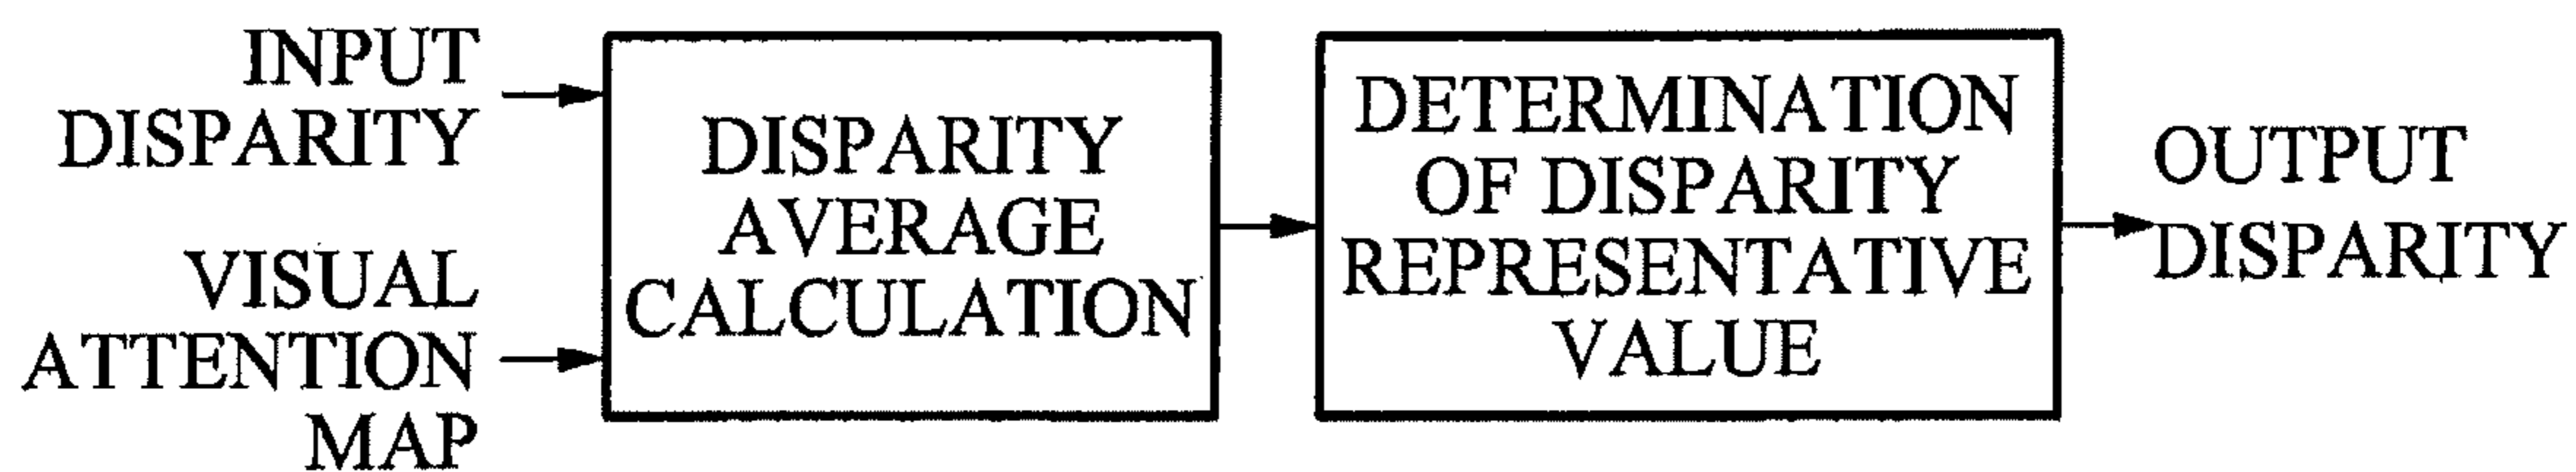 INPUT
DISPARITY
VISUAL
ATTENTION
MAP
DISPARITY
AVERAGE
CALCULATION
DETERMINATION
OF DISPARITY
REPRESENTATIVE
VALUE
OUTPUT
DISPARITY